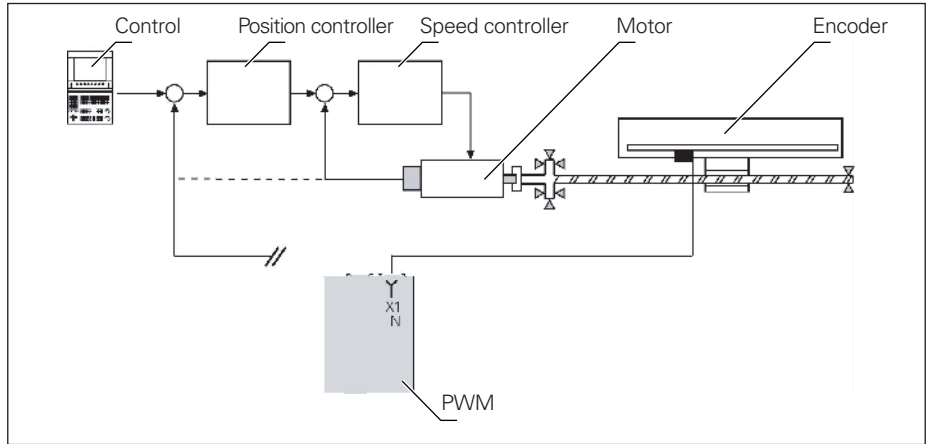 Control
Position controller
Speed controller
Motor
Encoder
X1
N
PWM